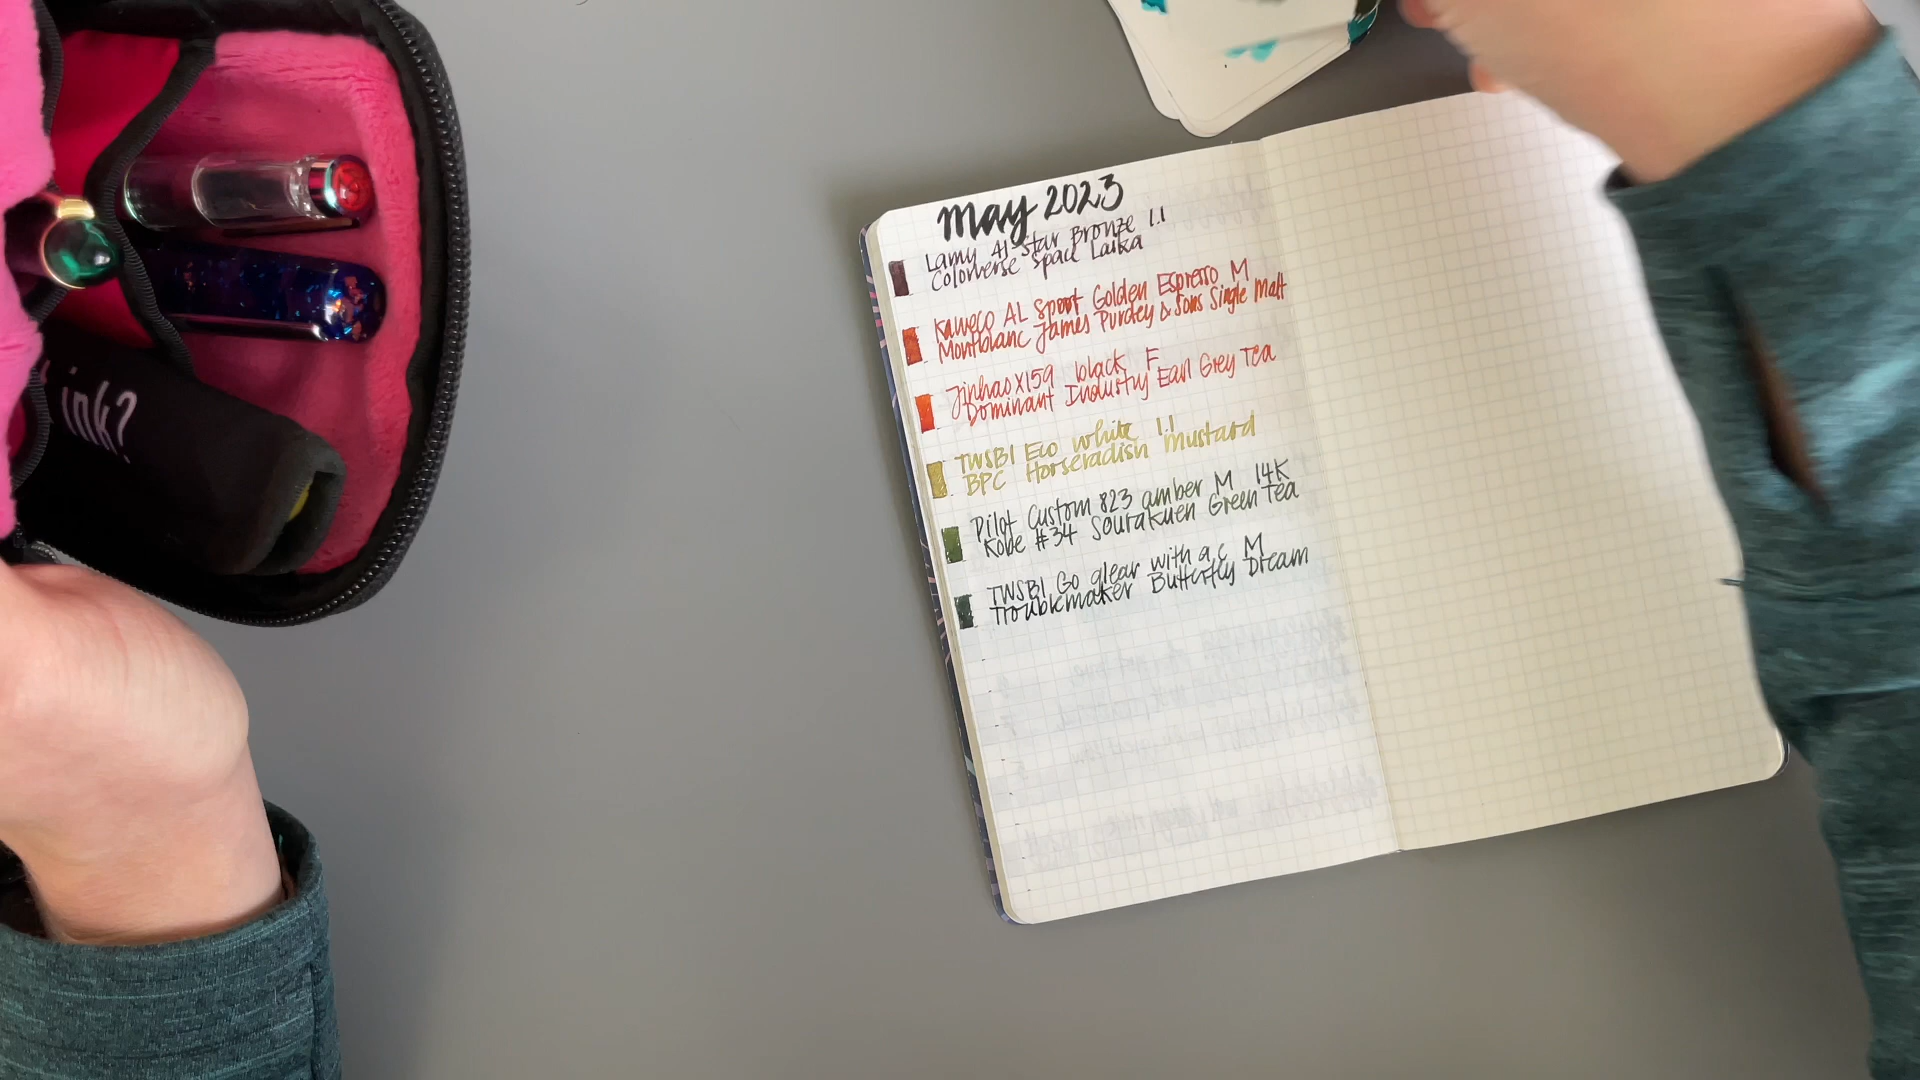 ink?
May 2023
Lamy Al Star Bronze 1.1
Colorverse Space Laika
Kaweco AL Sport Golden Espresso M
Montblanc James Purdey & Sons Single Malt
Jinhao X159 black F
Dominant Industry Earl Grey Tea
TWSBI Eco white 1.1
BPC Horseradish Mustard
Pilot Custom 823 amber M 14K
Kobe #34 Sourakuen Green Tea
TWSBI Go glear with a.c. M
Troublemaker Butterfly Dream